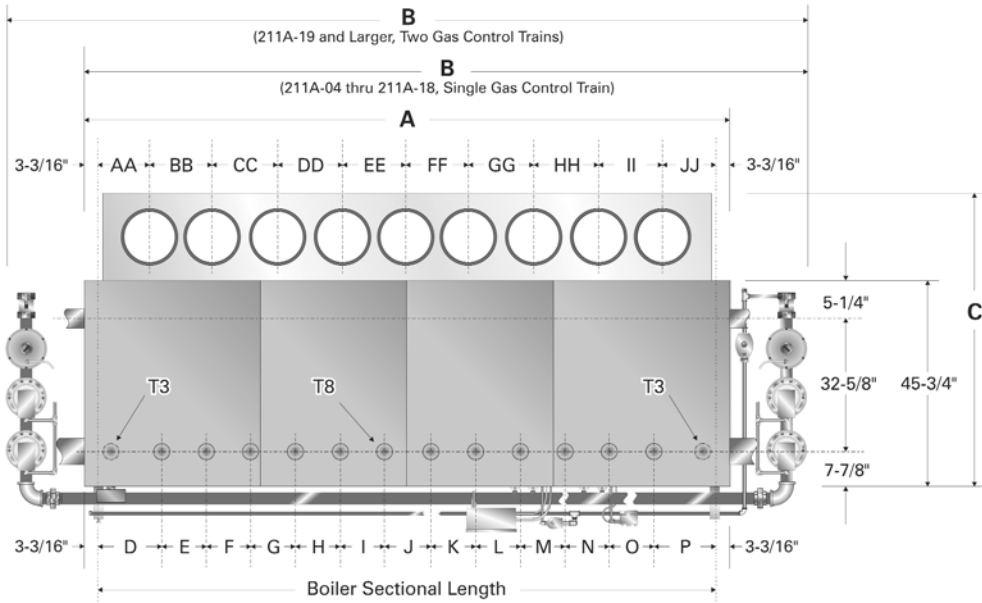 B
(211A-19 and Larger, Two Gas Control Trains)
B
(211A-04 thru 211A-18, Single Gas Control Train)
A
3-3/16" AA BB CC DD EE FF GG HH II JJ 3-3/16"
5-1/4"
C
T3 T8 T3 32-5/8" 45-3/4"
7-7/8"
3-3/16" D E F G H I J K L M N O P 3-3/16"
Boiler Sectional Length